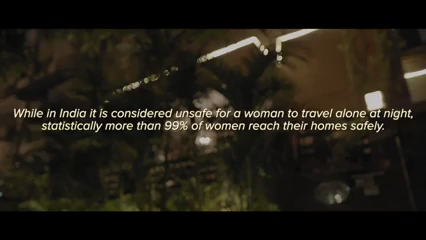 While in India it is considered unsafe for a woman to travel alone at night,
statistically more than 99% of women reach their homes safely.